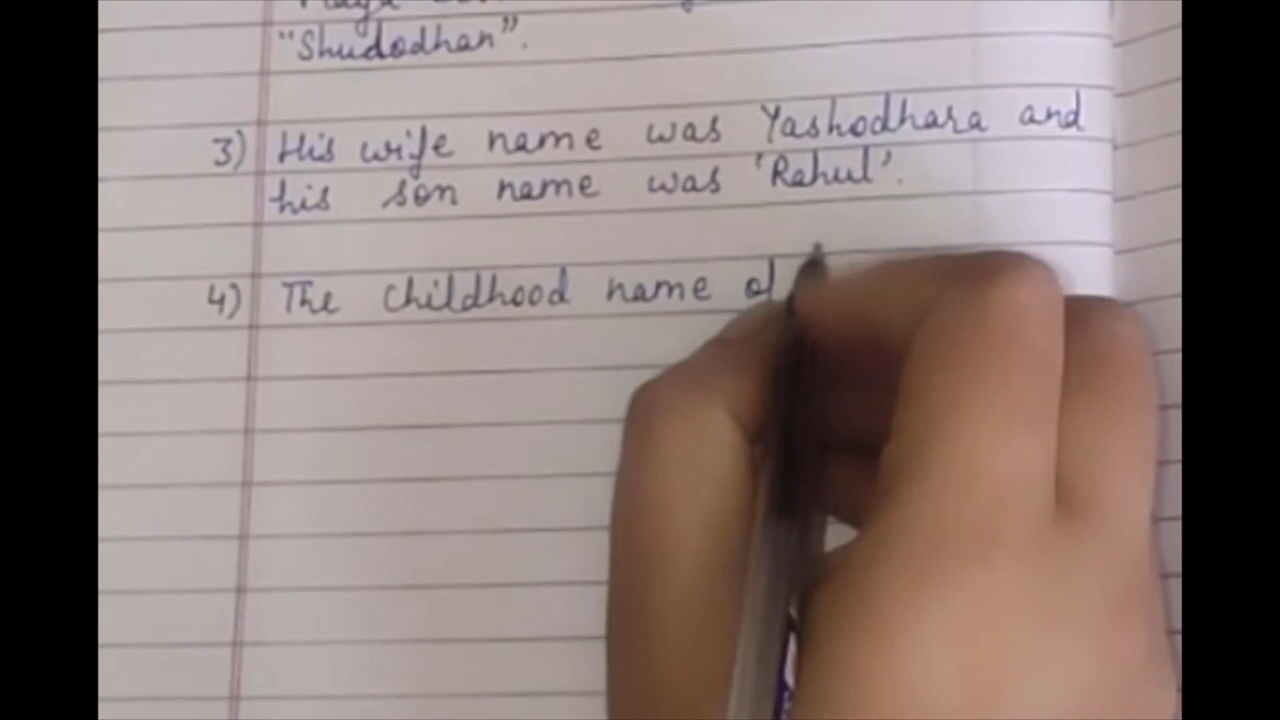 "Shudodhan".
3) His wife name was Yashodhara and
his son name was 'Rahul'.
4) The childhood name of